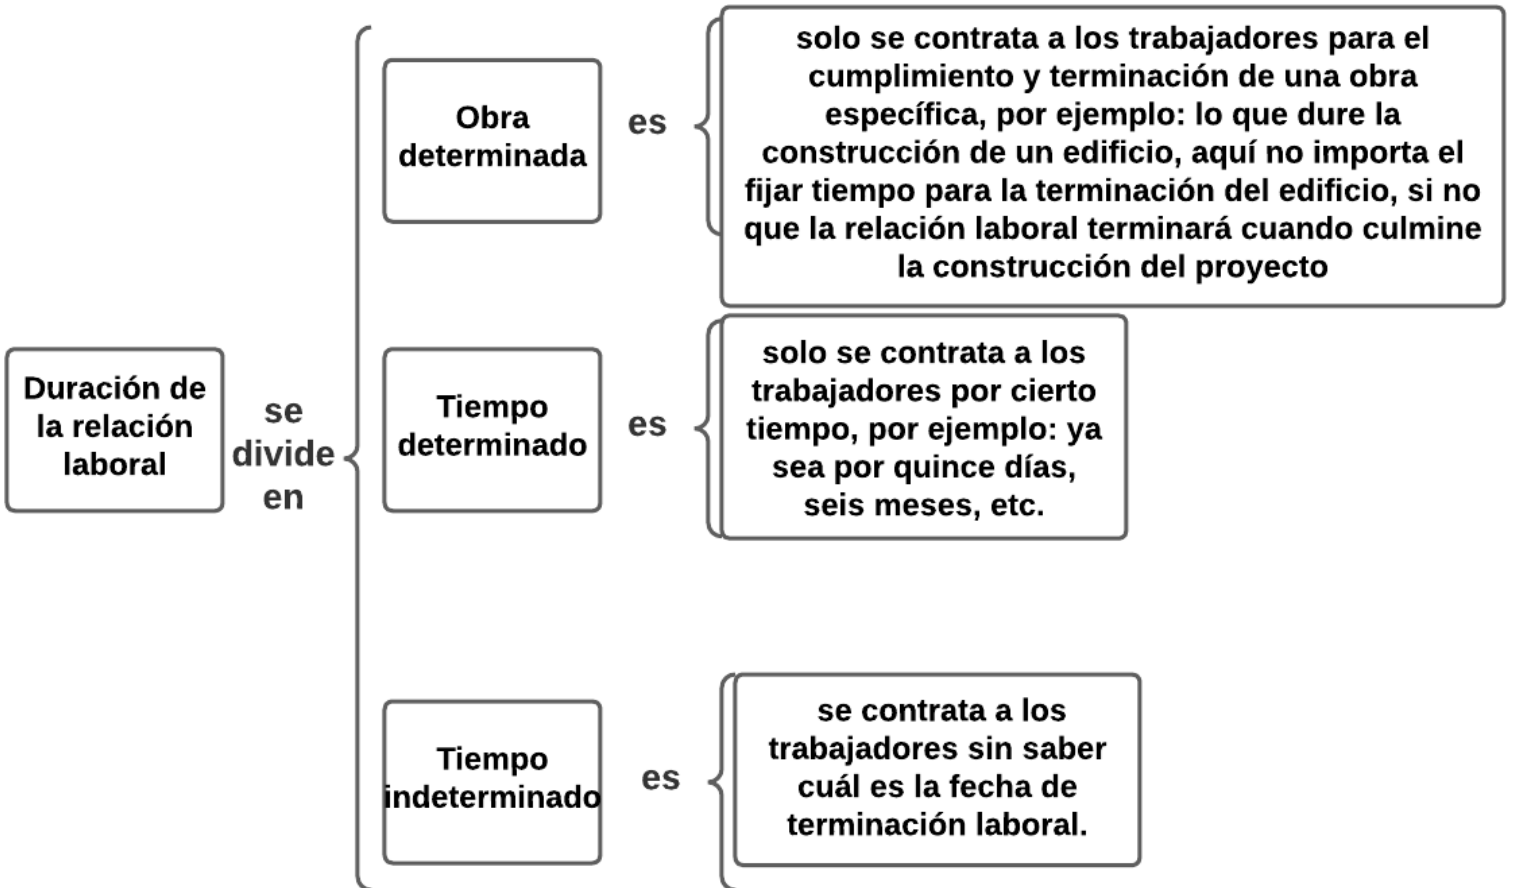 Duración de
la relación
laboral
se
divide
en
Obra
determinada
es
solo se contrata a los trabajadores para el
cumplimiento y terminación de una obra
específica, por ejemplo: lo que dure la
construcción de un edificio, aquí no importa el
fijar tiempo para la terminación del edificio, si no
que la relación laboral terminará cuando culmine
la construcción del proyecto
Tiempo
determinado
es
solo se contrata a los
trabajadores por cierto
tiempo, por ejemplo: ya
sea por quince días,
seis meses, etc.
Tiempo
indeterminado
es
se contrata a los
trabajadores sin saber
cuál es la fecha de
terminación laboral.